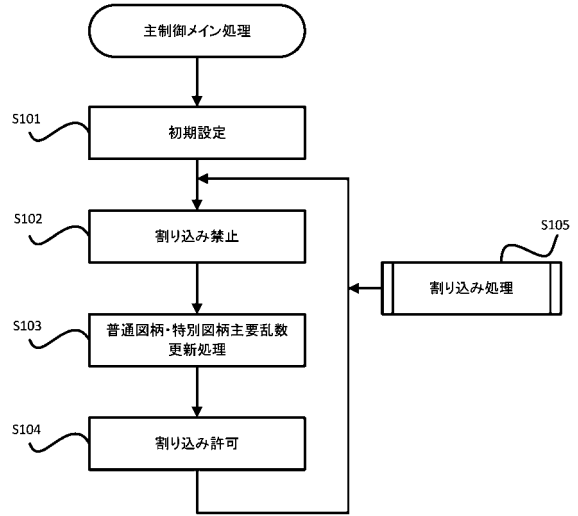 主制御メイン処理
S101
初期設定
S102
割り込み禁止
S105
割り込み処理
S103
普通図柄・特別図柄主要乱数
更新処理
S104
割り込み許可